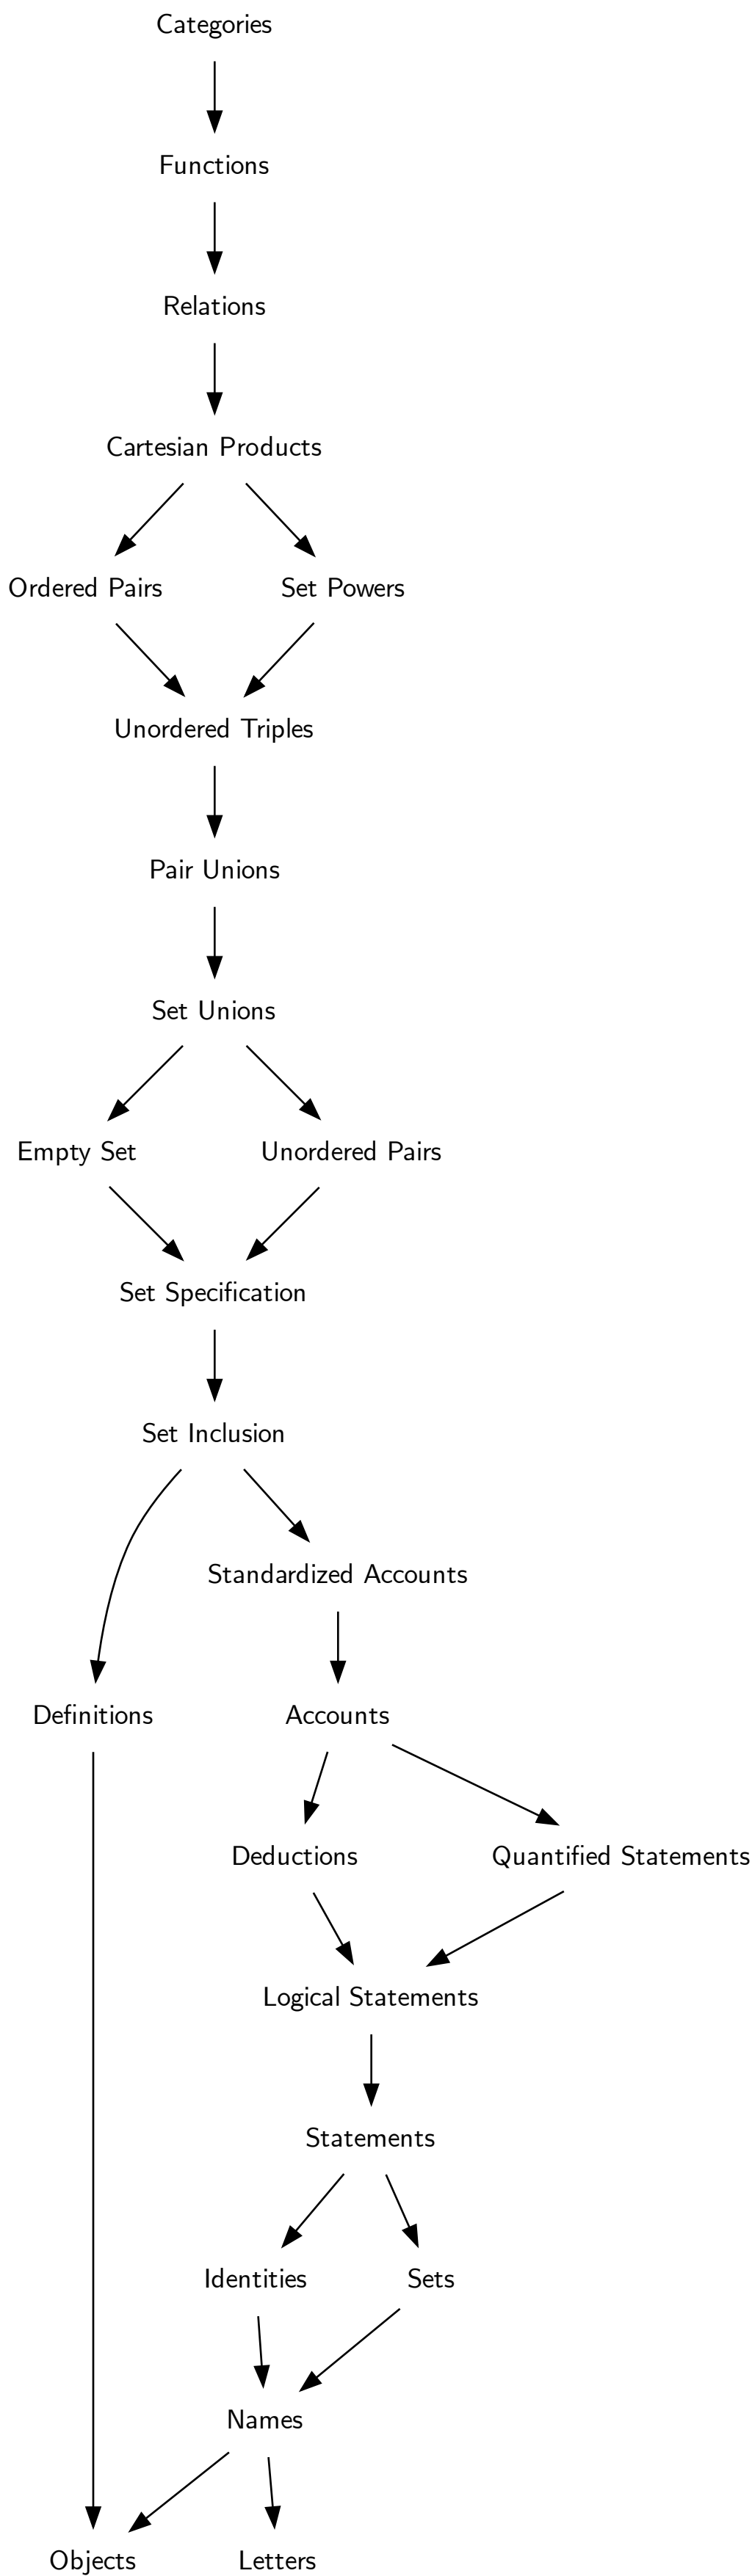 Categories
Functions
Relations
Cartesian Products
Ordered Pairs
Set Powers
Unordered Triples
Pair Unions
Set Unions
Empty Set
Unordered Pairs
Set Specification
Set Inclusion
Standardized Accounts
Definitions
Accounts
Deductions
Quantified Statements
Logical Statements
Statements
Identities
Sets
Names
Objects
Letters